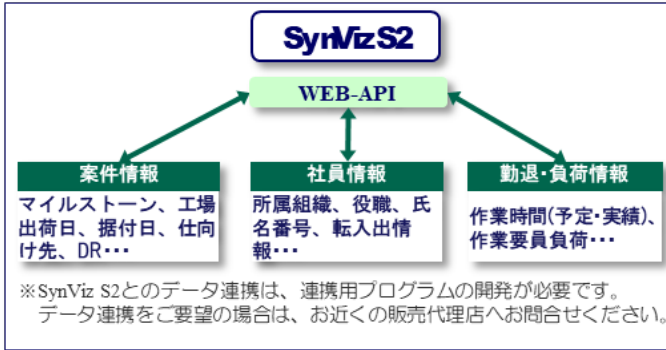 SynViz S2
WEB-API
案件情報
マイルストーン、工場
出荷日、据付日、仕向
け先、DR･･･
社員情報
所属組織、役職、氏
名番号、転入出情
報･･･
勤退･負荷情報
作業時間(予定･実績)、
作業要員負荷･･･
※SynViz S2とのデータ連携は、連携用プログラムの開発が必要です。
データ連携をご要望の場合は、お近くの販売代理店へお問合せください。